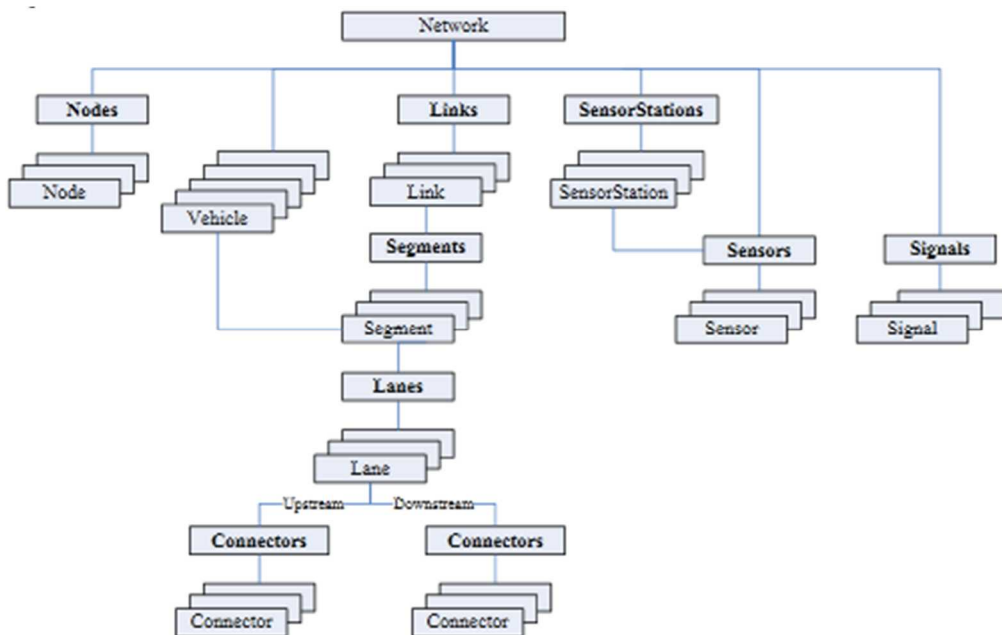 Network
Nodes
Links
SensorStations
Node
Vehicle
Link
SensorStation
Segments
Sensors
Signals
Segment
Sensor
Signal
Lanes
Lane
Upstream
Downstream
Connectors
Connectors
Connector
Connector